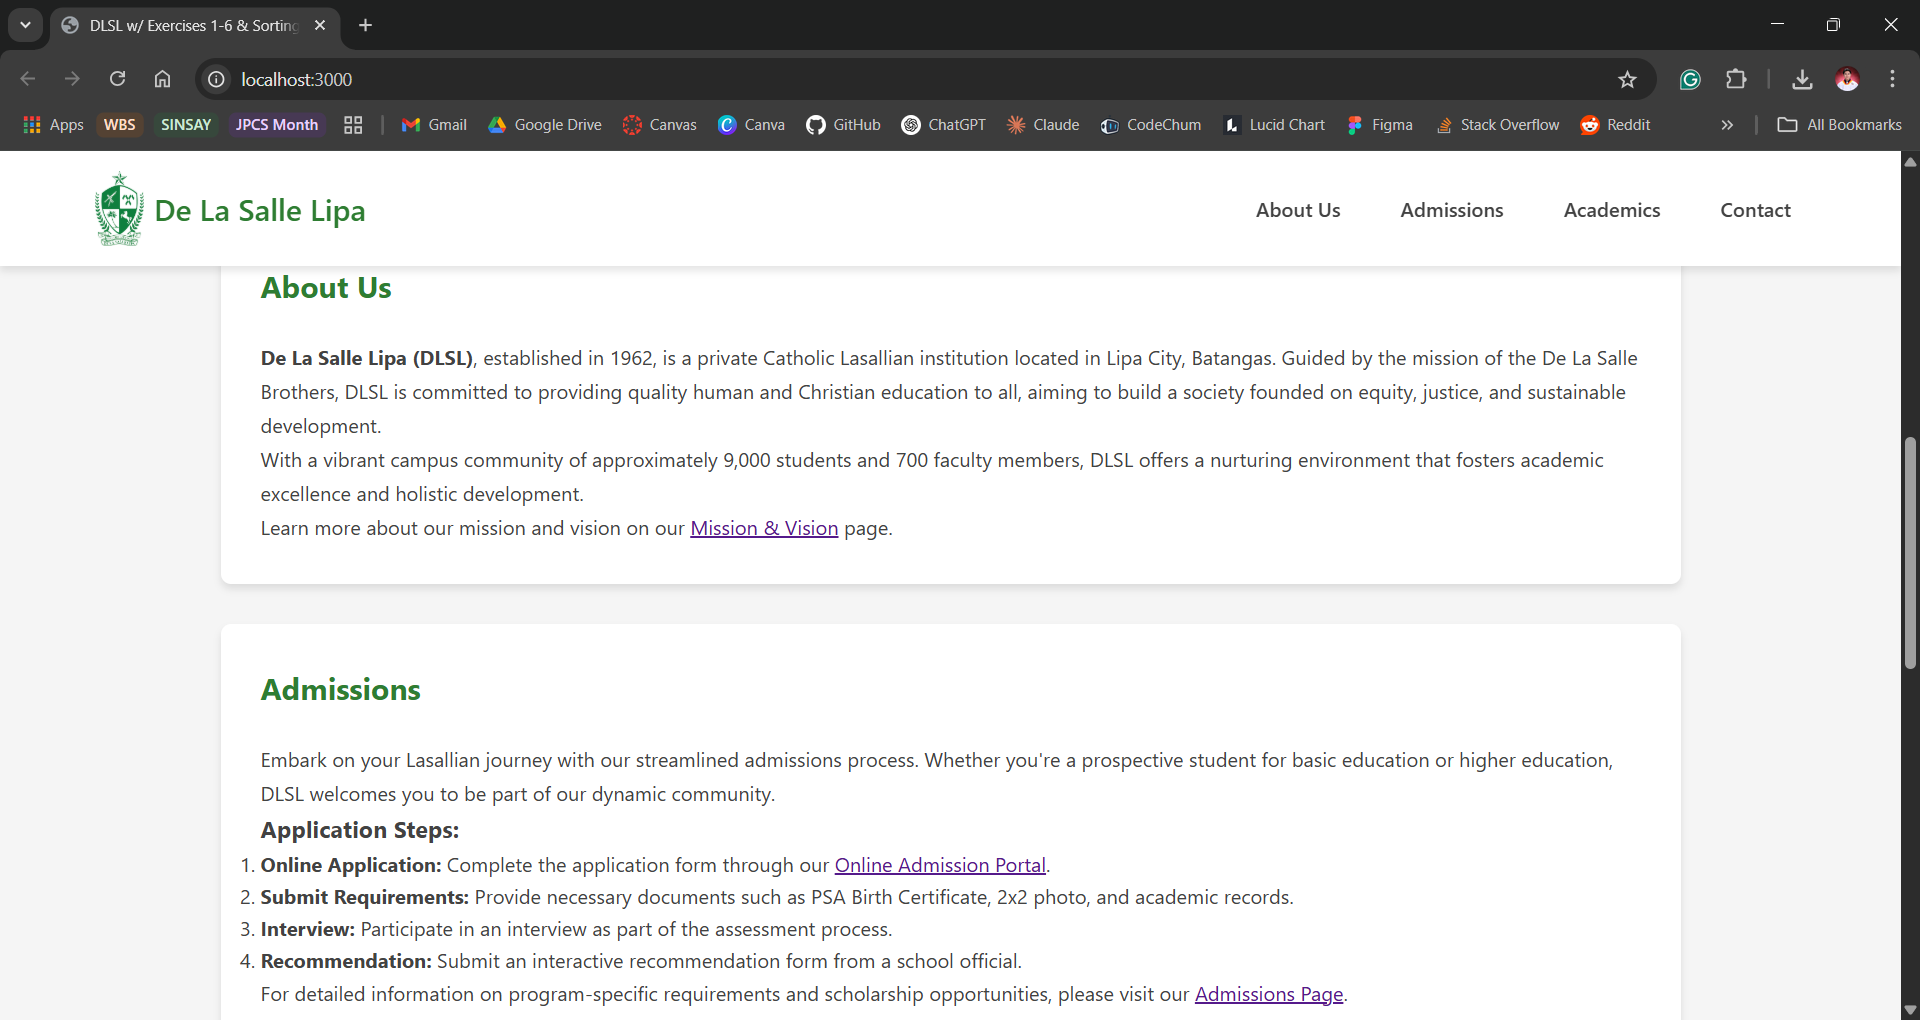 DLSL w/ Exercises 1-6 & Sorting
localhost:3000
Apps WBS SINSAY JPCS Month Gmail Google Drive Canvas Canva GitHub ChatGPT Claude CodeChum Lucid Chart Figma Stack Overflow Reddit » All Bookmarks
De La Salle Lipa About Us Admissions Academics Contact
About Us
De La Salle Lipa (DLSL), established in 1962, is a private Catholic Lasallian institution located in Lipa City, Batangas. Guided by the mission of the De La Salle
Brothers, DLSL is committed to providing quality human and Christian education to all, aiming to build a society founded on equity, justice, and sustainable
development.
With a vibrant campus community of approximately 9,000 students and 700 faculty members, DLSL offers a nurturing environment that fosters academic
excellence and holistic development.
Learn more about our mission and vision on our Mission & Vision page.
Admissions
Embark on your Lasallian journey with our streamlined admissions process. Whether you're a prospective student for basic education or higher education,
DLSL welcomes you to be part of our dynamic community.
Application Steps:
1. Online Application: Complete the application form through our Online Admission Portal.
2. Submit Requirements: Provide necessary documents such as PSA Birth Certificate, 2x2 photo, and academic records.
3. Interview: Participate in an interview as part of the assessment process.
4. Recommendation: Submit an interactive recommendation form from a school official.
For detailed information on program-specific requirements and scholarship opportunities, please visit our Admissions Page.